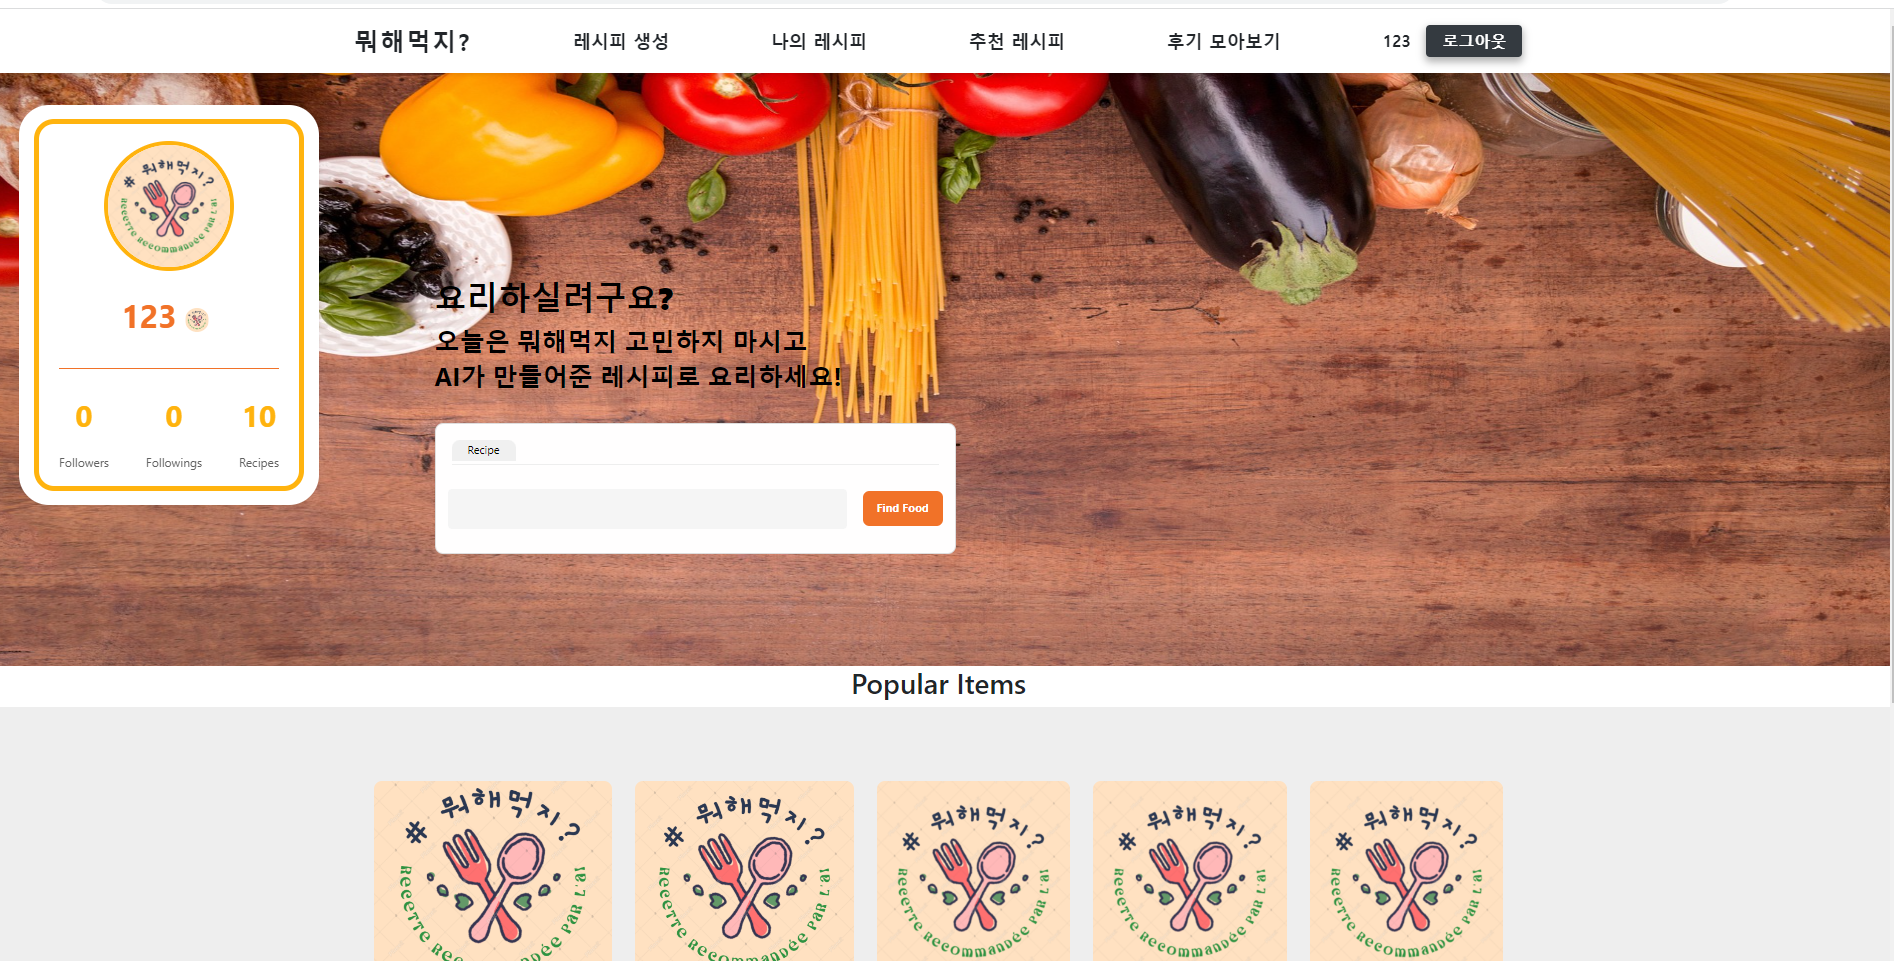 뭐해먹지?
레시피 생성
나의 레시피
추천 레시피
후기 모아보기
123
로그아웃
# 뭐해먹지?
Recette Recommandée par l'ai
123
0
0
10
Followers
Followings
Recipes
요리하실려구요?
오늘은 뭐해먹지 고민하지 마시고
AI가 만들어준 레시피로 요리하세요!
Recipe
Find Food
Popular Items
# 뭐해먹지?
Recette Recommandée par l'ai
# 뭐해먹지?
Recette Recommandée par l'ai
# 뭐해먹지?
Recette Recommandée par l'ai
# 뭐해먹지?
Recette Recommandée par l'ai
# 뭐해먹지?
Recette Recommandée par l'ai